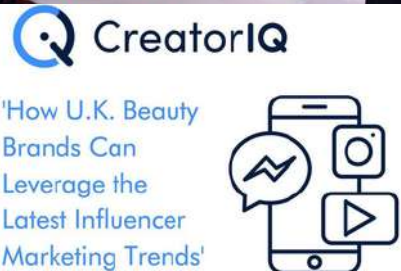 CreatorIQ
'How U.K. Beauty
Brands Can
Leverage the
Latest Influencer
Marketing Trends'